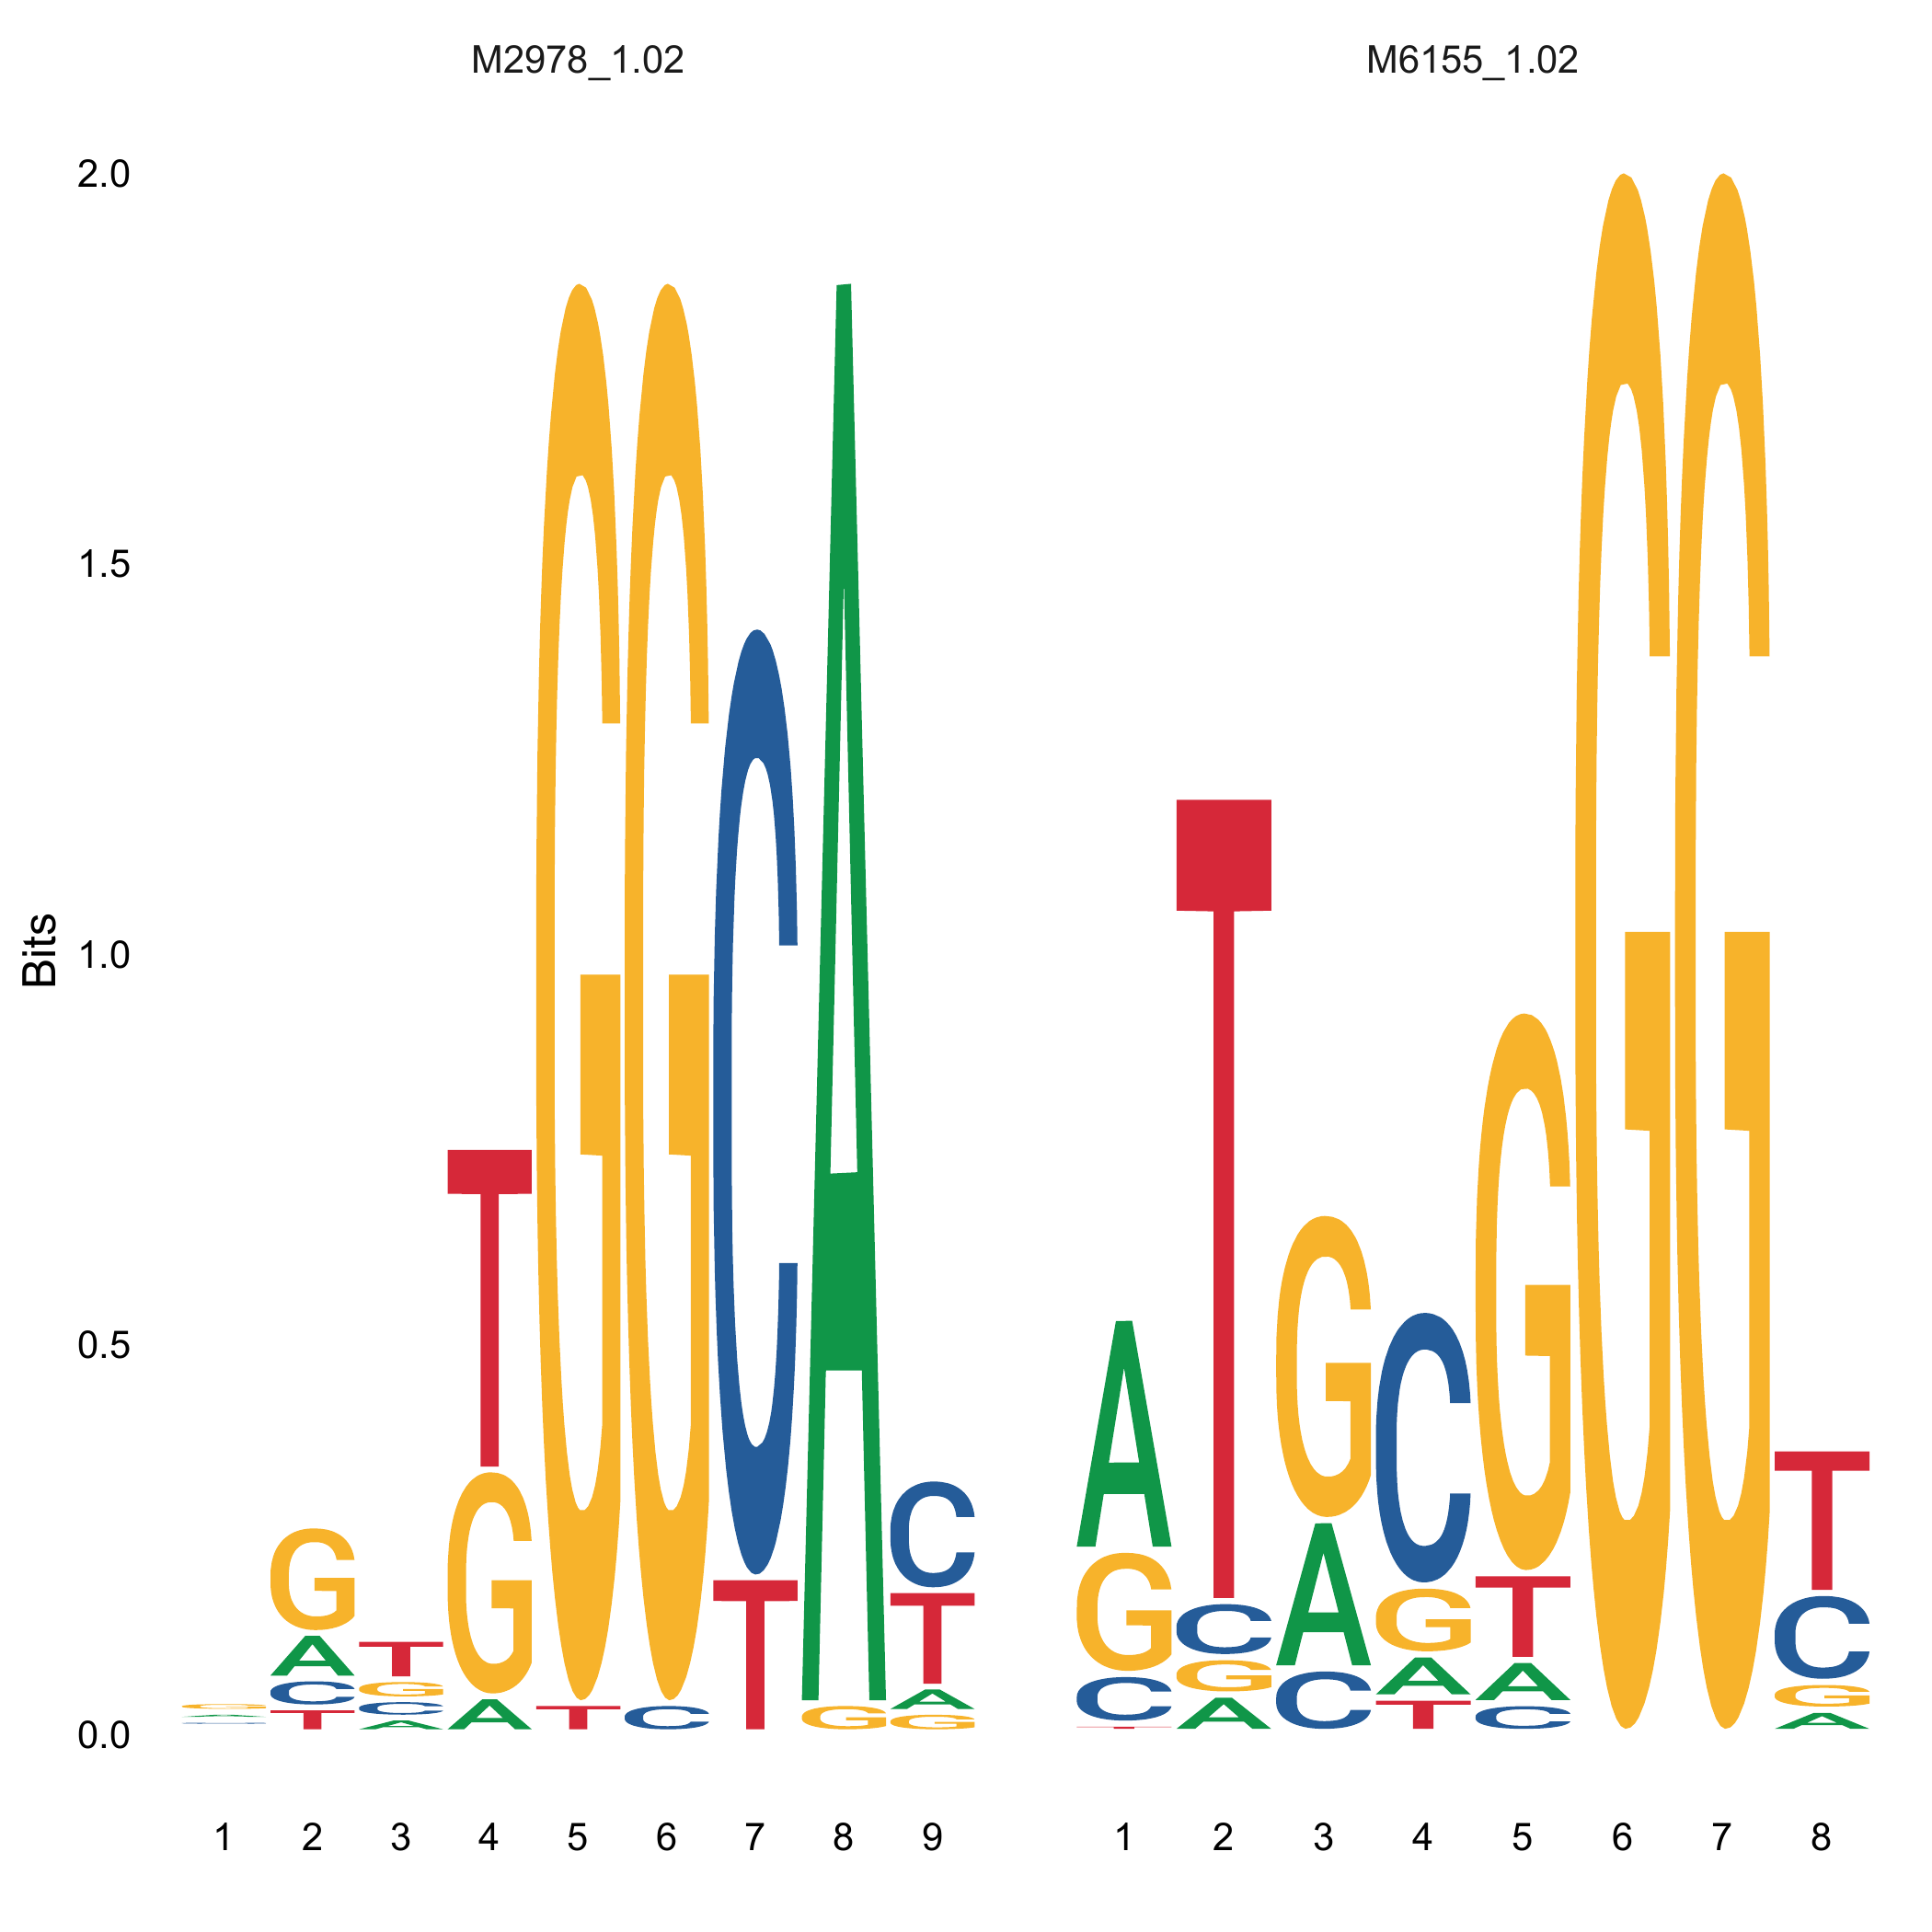 M2978_1.02 M6155_1.02
2.0
1.5
1.0
0.5
0.0
Bits
G A C T
T G C A
T G A
G T
G C
C T
A G
C T A G
A G C T
T C G A
G A C
C G A T
G T A C
G
G
T C G A
1 2 3 4 5 6 7 8 9 1 2 3 4 5 6 7 8